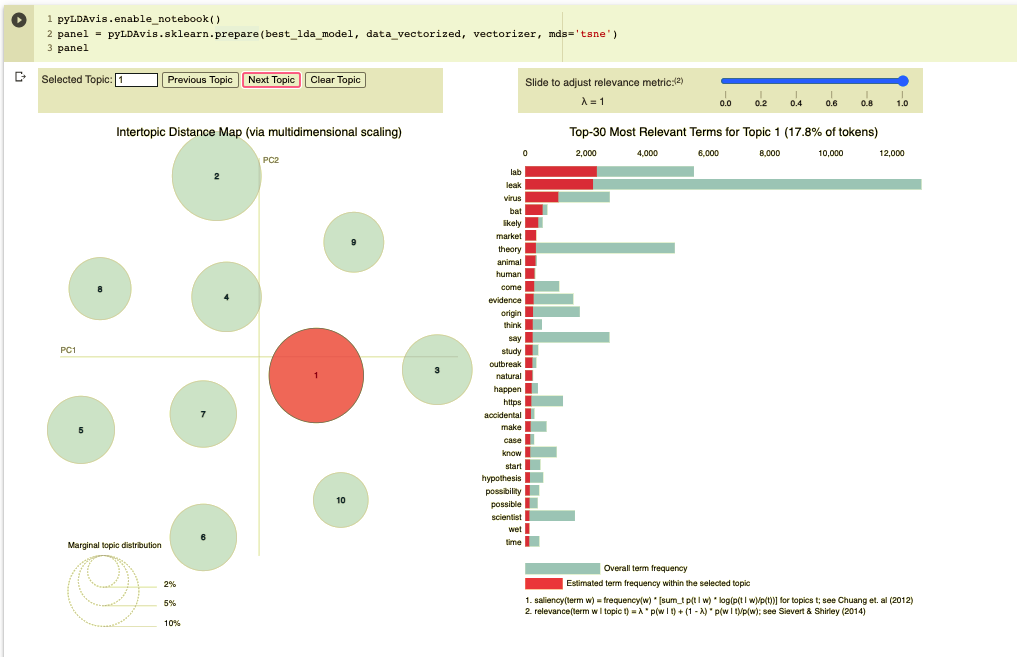 1 pyLDAvis.enable_notebook()
2 panel = pyLDAvis.sklearn.prepare(best_lda_model, data_vectorized, vectorizer, mds='tsne')
3 panel
Selected Topic: 1 Previous Topic Next Topic Clear Topic
Slide to adjust relevance metric:(2)
λ = 1
0.0 0.2 0.4 0.6 0.8 1.0
Intertopic Distance Map (via multidimensional scaling)
PC2
PC1
2
9
8
4
1
3
7
5
10
6
Marginal topic distribution
2%
5%
10%
Top-30 Most Relevant Terms for Topic 1 (17.8% of tokens)
0 2,000 4,000 6,000 8,000 10,000 12,000
lab
leak
virus
bat
likely
market
theory
animal
human
come
evidence
origin
think
say
study
outbreak
natural
happen
https
accidental
make
case
know
start
hypothesis
possibility
possible
scientist
wet
time
Overall term frequency
Estimated term frequency within the selected topic
1. saliency(term w) = frequency(w) * [sum_t p(t | w) * log(p(t | w)/p(t))] for topics t; see Chuang et. al (2012)
2. relevance(term w | topic t) = λ * p(w | t) + (1 - λ) * p(w | t)/p(w); see Sievert & Shirley (2014)